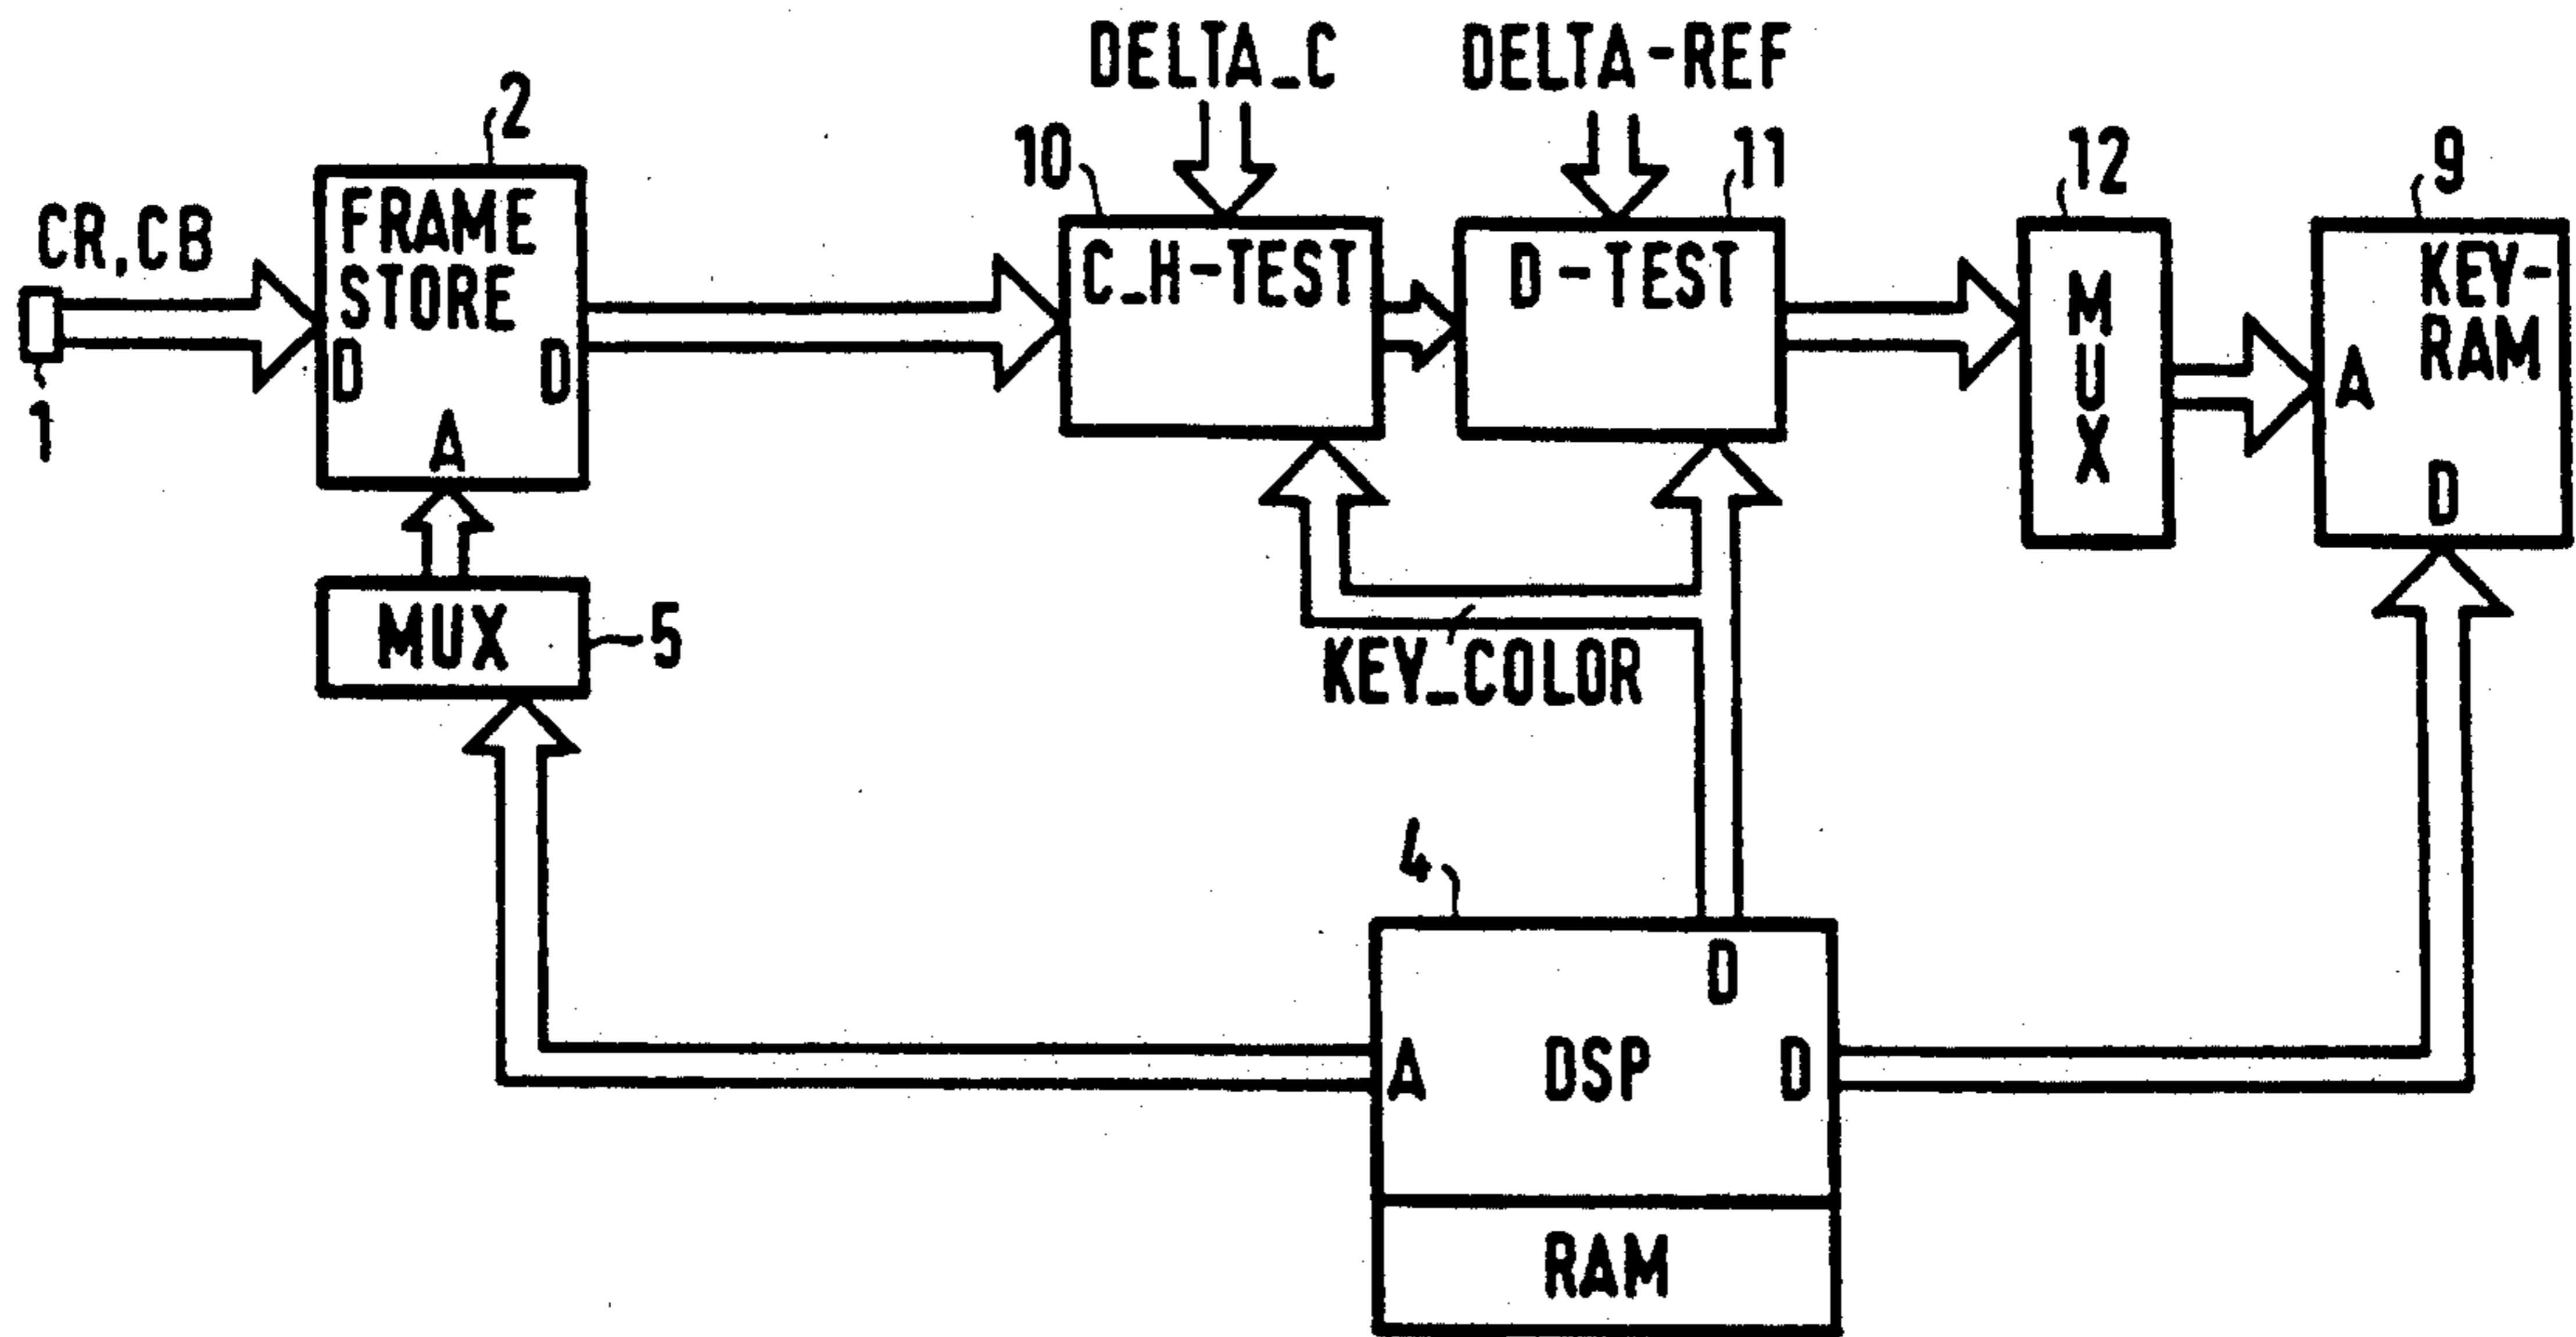 DELTA_C
DELTA-REF
2
10
11
12
9
CR,CB
FRAME
STORE
D
D
A
C_H-TEST
D-TEST
M
U
X
KEY-
RAM
A
D
1
MUX
5
KEY_COLOR
4
D
A
DSP
D
RAM